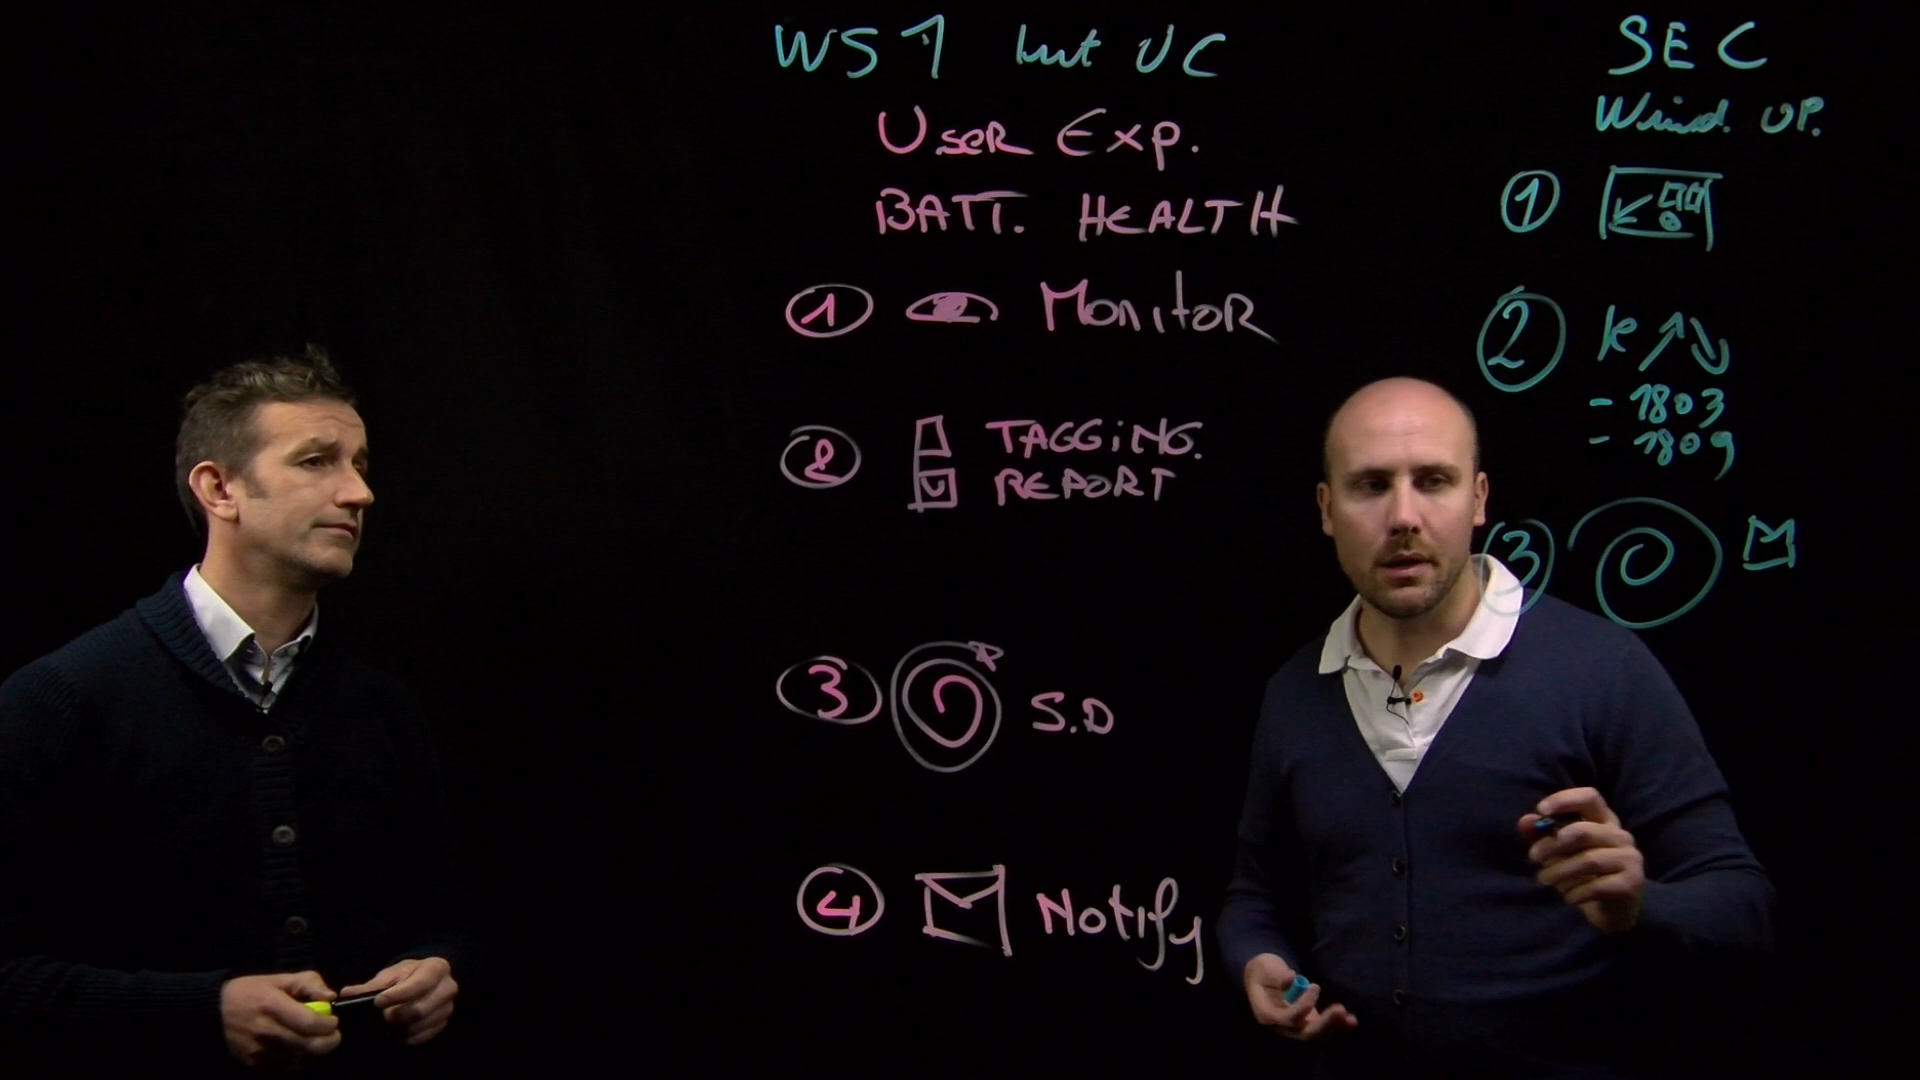 WS1 Int UC
User Exp.
BATT. HEALTH
1 Monitor
2 TAGGiNG.
REPORT
3 S.D
4 Notify
SEC
Wind. UP.
1
2
- 1803
- 1809
3